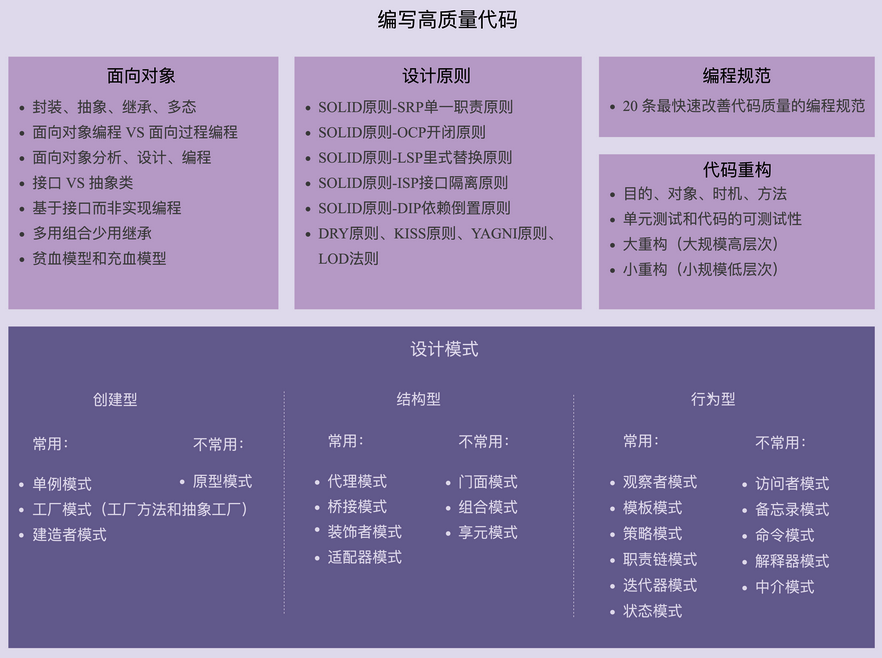 编写高质量代码
面向对象
封装、抽象、继承、多态
面向对象编程 VS 面向过程编程
面向对象分析、设计、编程
接口 VS 抽象类
基于接口而非实现编程
多用组合少用继承
贫血模型和充血模型
设计原则
SOLID原则-SRP单一职责原则
SOLID原则-OCP开闭原则
SOLID原则-LSP里式替换原则
SOLID原则-ISP接口隔离原则
SOLID原则-DIP依赖倒置原则
DRY原则、KISS原则、YAGNI原则、
LOD法则
编程规范
20 条最快速改善代码质量的编程规范
代码重构
目的、对象、时机、方法
单元测试和代码的可测试性
大重构（大规模高层次）
小重构（小规模低层次）
设计模式
创建型
常用：
单例模式
工厂模式（工厂方法和抽象工厂）
建造者模式
不常用：
原型模式
结构型
常用：
代理模式
桥接模式
装饰者模式
适配器模式
不常用：
门面模式
组合模式
享元模式
行为型
常用：
观察者模式
模板模式
策略模式
职责链模式
迭代器模式
状态模式
不常用：
访问者模式
备忘录模式
命令模式
解释器模式
中介模式